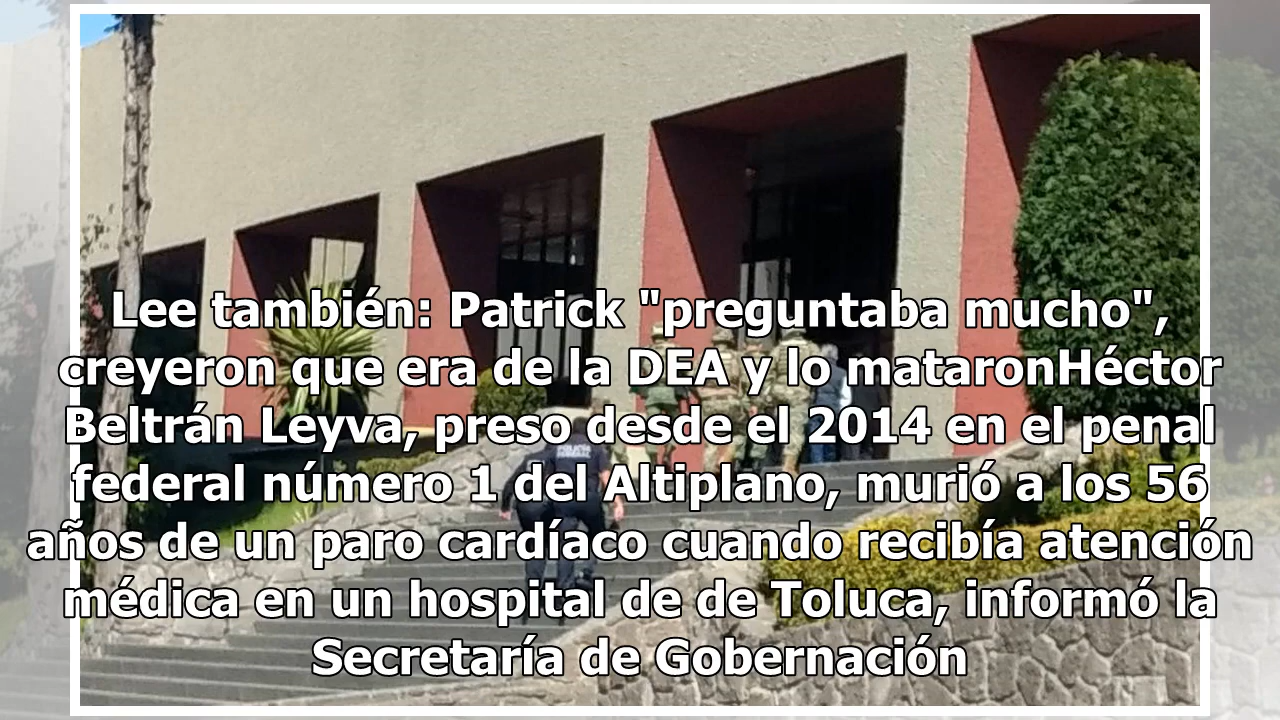 Lee también: Patrick "preguntaba mucho",
creyeron que era de la DEA y lo mataronHéctor
Beltrán Leyva, preso desde el 2014 en el penal
federal número 1 del Altiplano, murió a los 56
años de un paro cardíaco cuando recibía atención
médica en un hospital de de Toluca, informó la
Secretaría de Gobernación
POLICÍA
FEDERAL